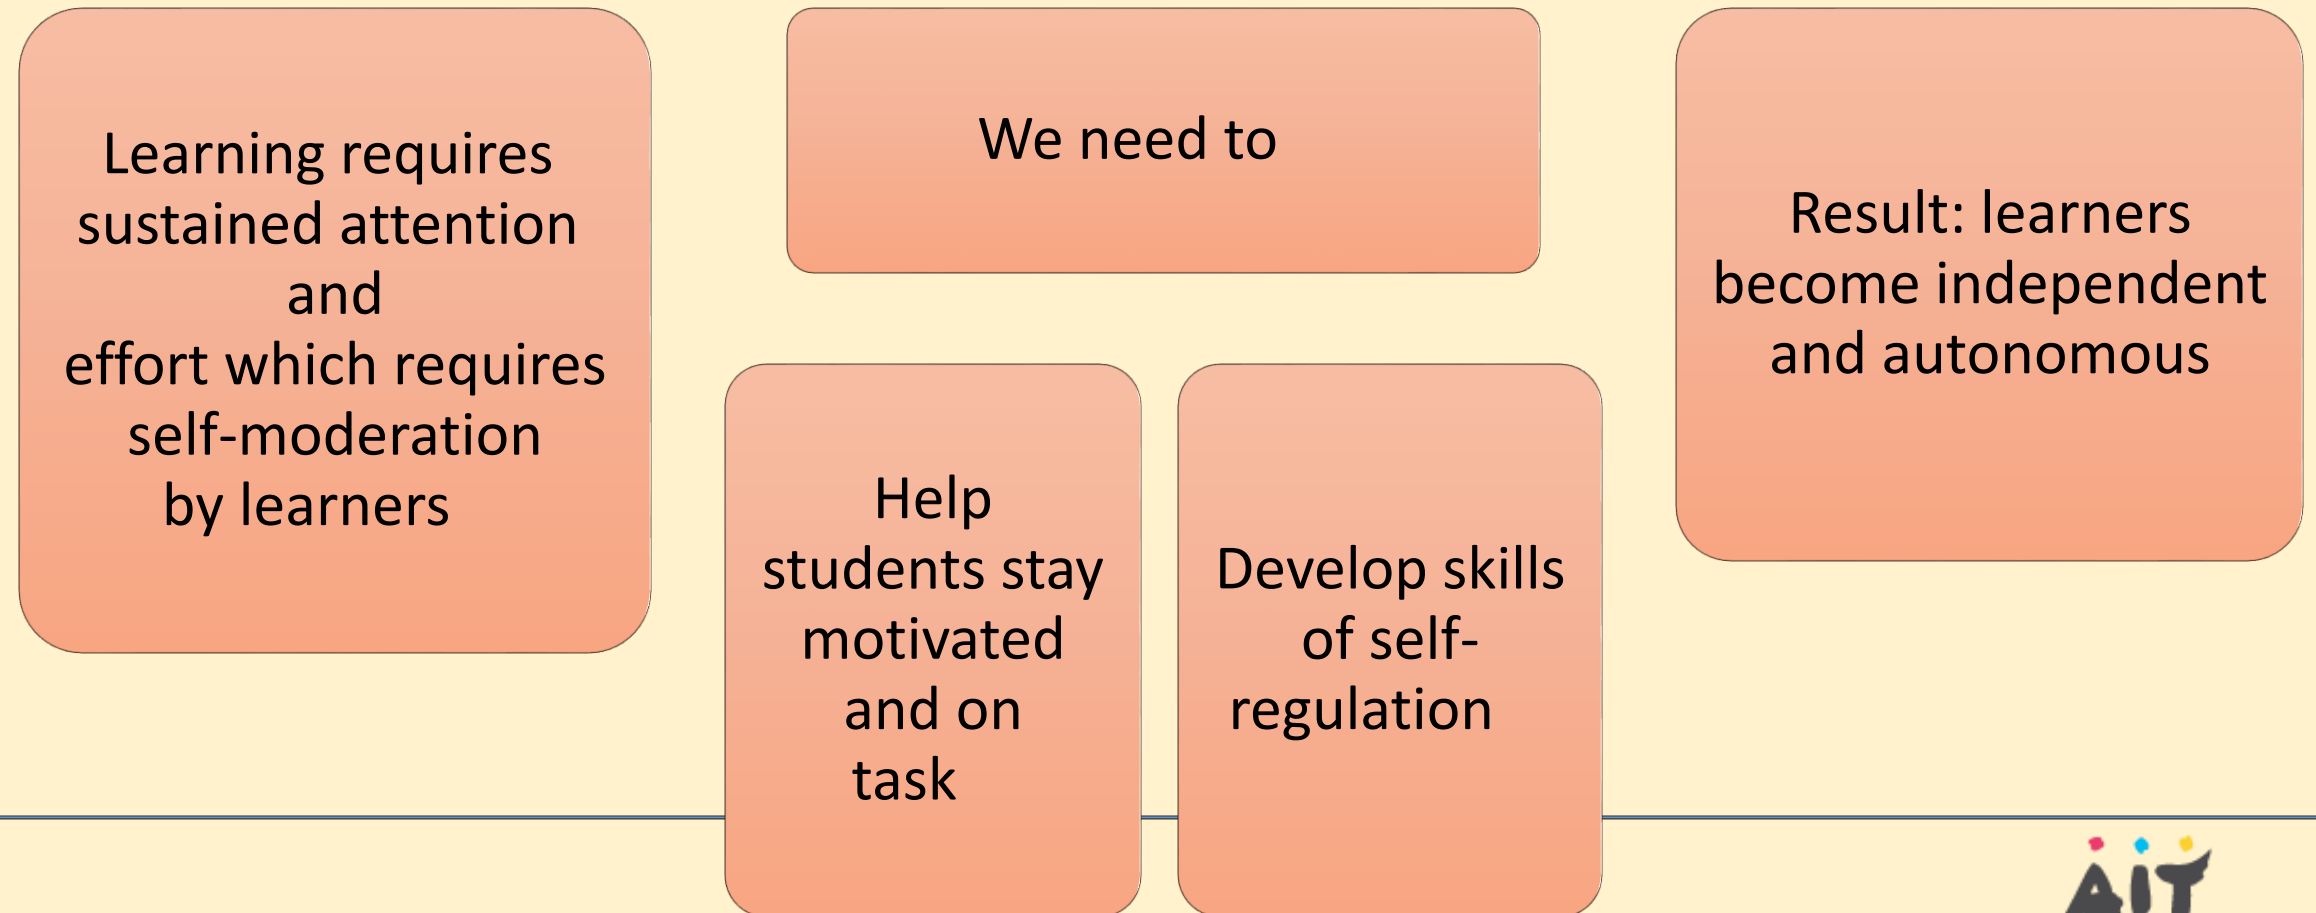 Learning requires
sustained attention
and
effort which requires
self-moderation
by learners
We need to
Help
students stay
motivated
and on
task
Develop skills
of self-
regulation
Result: learners
become independent
and autonomous
AIT